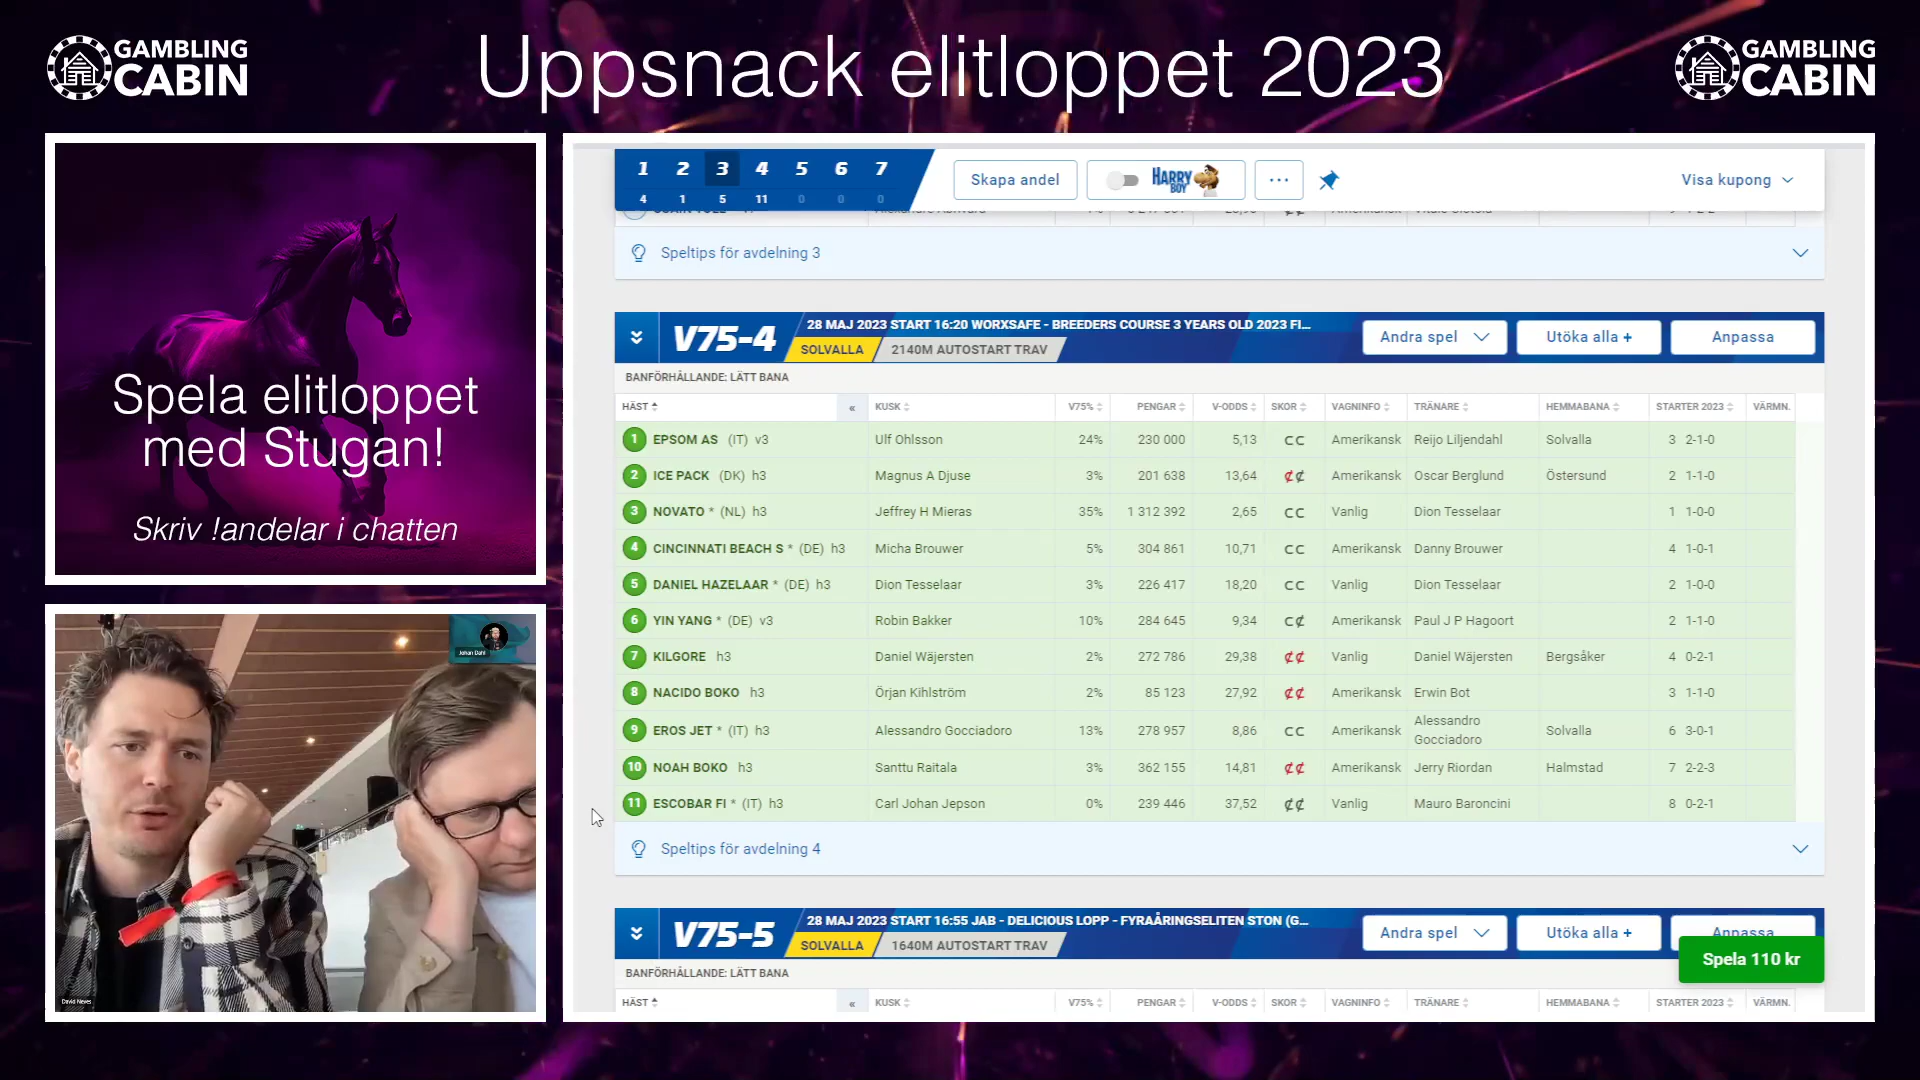 GAMBLING
CABIN
Uppsnack elitloppet 2023
GAMBLING
CABIN
Spela elitloppet
med Stugan!
Skriv !andelar i chatten
Johan Dahl
David Neves
1 2 3 4 5 6 7
4 1 5 11 0 0 0
Skapa andel
HARRY BOY
...
Visa kupong
Speltips för avdelning 3
V75-4
28 MAJ 2023 START 16:20 WORXSAFE - BREEDERS COURSE 3 YEARS OLD 2023 FI...
SOLVALLA 2140M AUTOSTART TRAV
Andra spel Utöka alla + Anpassa
BANFÖRHÅLLANDE: LÄTT BANA
HÄST « KUSK V75% PENGAR V-ODDS SKOR VAGNINFO TRÄNARE HEMMABANA STARTER 2023 VÄRMN.
1 EPSOM AS (IT) v3 Ulf Ohlsson 24% 230 000 5,13 C C Amerikansk Reijo Liljendahl Solvalla 3 2-1-0
2 ICE PACK (DK) h3 Magnus A Djuse 3% 201 638 13,64 ₵ ₵ Amerikansk Oscar Berglund Östersund 2 1-1-0
3 NOVATO * (NL) h3 Jeffrey H Mieras 35% 1 312 392 2,65 C C Vanlig Dion Tesselaar 1 1-0-0
4 CINCINNATI BEACH S * (DE) h3 Micha Brouwer 5% 304 861 10,71 C C Amerikansk Danny Brouwer 4 1-0-1
5 DANIEL HAZELAAR * (DE) h3 Dion Tesselaar 3% 226 417 18,20 C C Vanlig Dion Tesselaar 2 1-0-0
6 YIN YANG * (DE) v3 Robin Bakker 10% 284 645 9,34 C ₵ Amerikansk Paul J P Hagoort 2 1-1-0
7 KILGORE h3 Daniel Wäjersten 2% 272 786 29,38 ₵ ₵ Vanlig Daniel Wäjersten Bergsåker 4 0-2-1
8 NACIDO BOKO h3 Örjan Kihlström 2% 85 123 27,92 ₵ ₵ Amerikansk Erwin Bot 3 1-1-0
9 EROS JET * (IT) h3 Alessandro Gocciadoro 13% 278 957 8,86 C C Amerikansk Alessandro Gocciadoro Solvalla 6 3-0-1
10 NOAH BOKO h3 Santtu Raitala 3% 362 155 14,81 ₵ ₵ Amerikansk Jerry Riordan Halmstad 7 2-2-3
11 ESCOBAR FI * (IT) h3 Carl Johan Jepson 0% 239 446 37,52 ₵ ₵ Vanlig Mauro Baroncini 8 0-2-1
Speltips för avdelning 4
V75-5
28 MAJ 2023 START 16:55 JAB - DELICIOUS LOPP - FYRAÅRINGSELITEN STON (G...
SOLVALLA 1640M AUTOSTART TRAV
Andra spel Utöka alla + Anpassa
Spela 110 kr
BANFÖRHÅLLANDE: LÄTT BANA
HÄST « KUSK V75% PENGAR V-ODDS SKOR VAGNINFO TRÄNARE HEMMABANA STARTER 2023 VÄRMN.